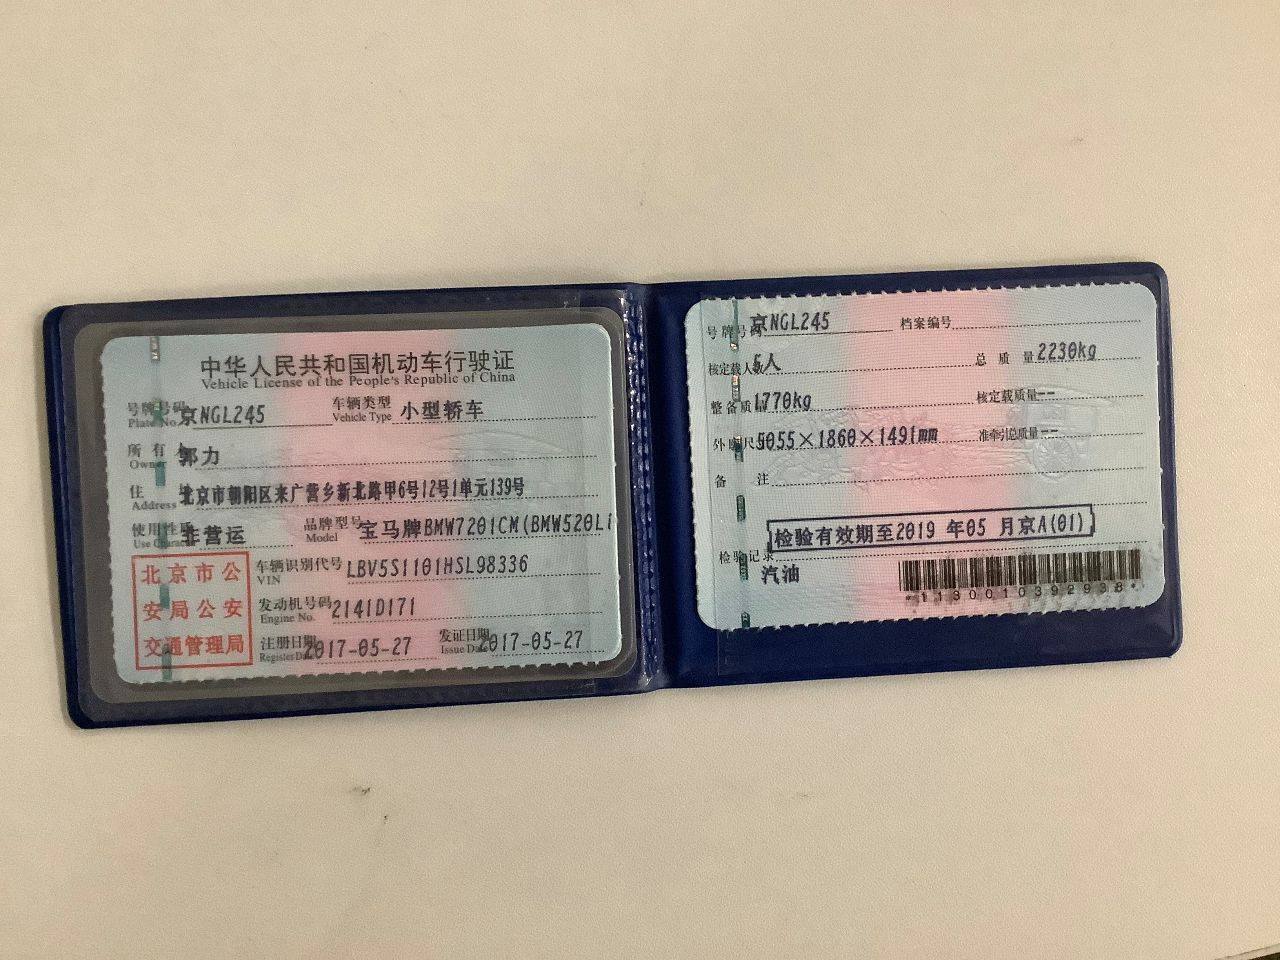 中华人民共和国机动车行驶证
Vehicle License of the People's Republic of China
号牌号码 京NGL245 车辆类型 小型轿车
Plate No. Vehicle Type
所有人 郭力
Owner
住 北京市朝阳区来广营乡新北路甲6号12号1单元139号
Address
使用性质 非营运 品牌型号 宝马牌BMW7201CM(BMW520Li
Use Character Model
北京市公安局公安交通管理局
车辆识别代号 LBV5S1101HSL98336
VIN
发动机号码 2141D171
Engine No.
注册日期 2017-05-27 发证日期 2017-05-27
Register Date Issue Date
号牌号码 京NGL245 档案编号
核定载人数 5人 总质量 2230kg
整备质量 1770kg 核定载质量 --
外廓尺寸 5055×1860×1491mm 准牵引总质量 --
备注
检验有效期至2019年05月京A(01)
检验记录
汽油
*1130010392938*